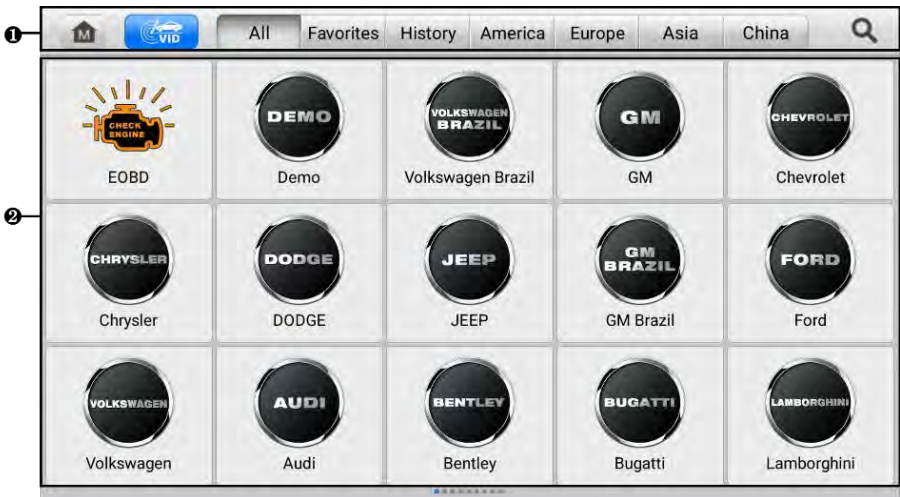 ❶
M
VID
All
Favorites
History
America
Europe
Asia
China
❷
CHECK
ENGINE
EOBD
DEMO
Demo
VOLKSWAGEN
BRAZIL
Volkswagen Brazil
GM
GM
CHEVROLET
Chevrolet
CHRYSLER
Chrysler
DODGE
DODGE
JEEP
JEEP
GM
BRAZIL
GM Brazil
FORD
Ford
VOLKSWAGEN
Volkswagen
AUDI
Audi
BENTLEY
Bentley
BUGATTI
Bugatti
LAMBORGHINI
Lamborghini